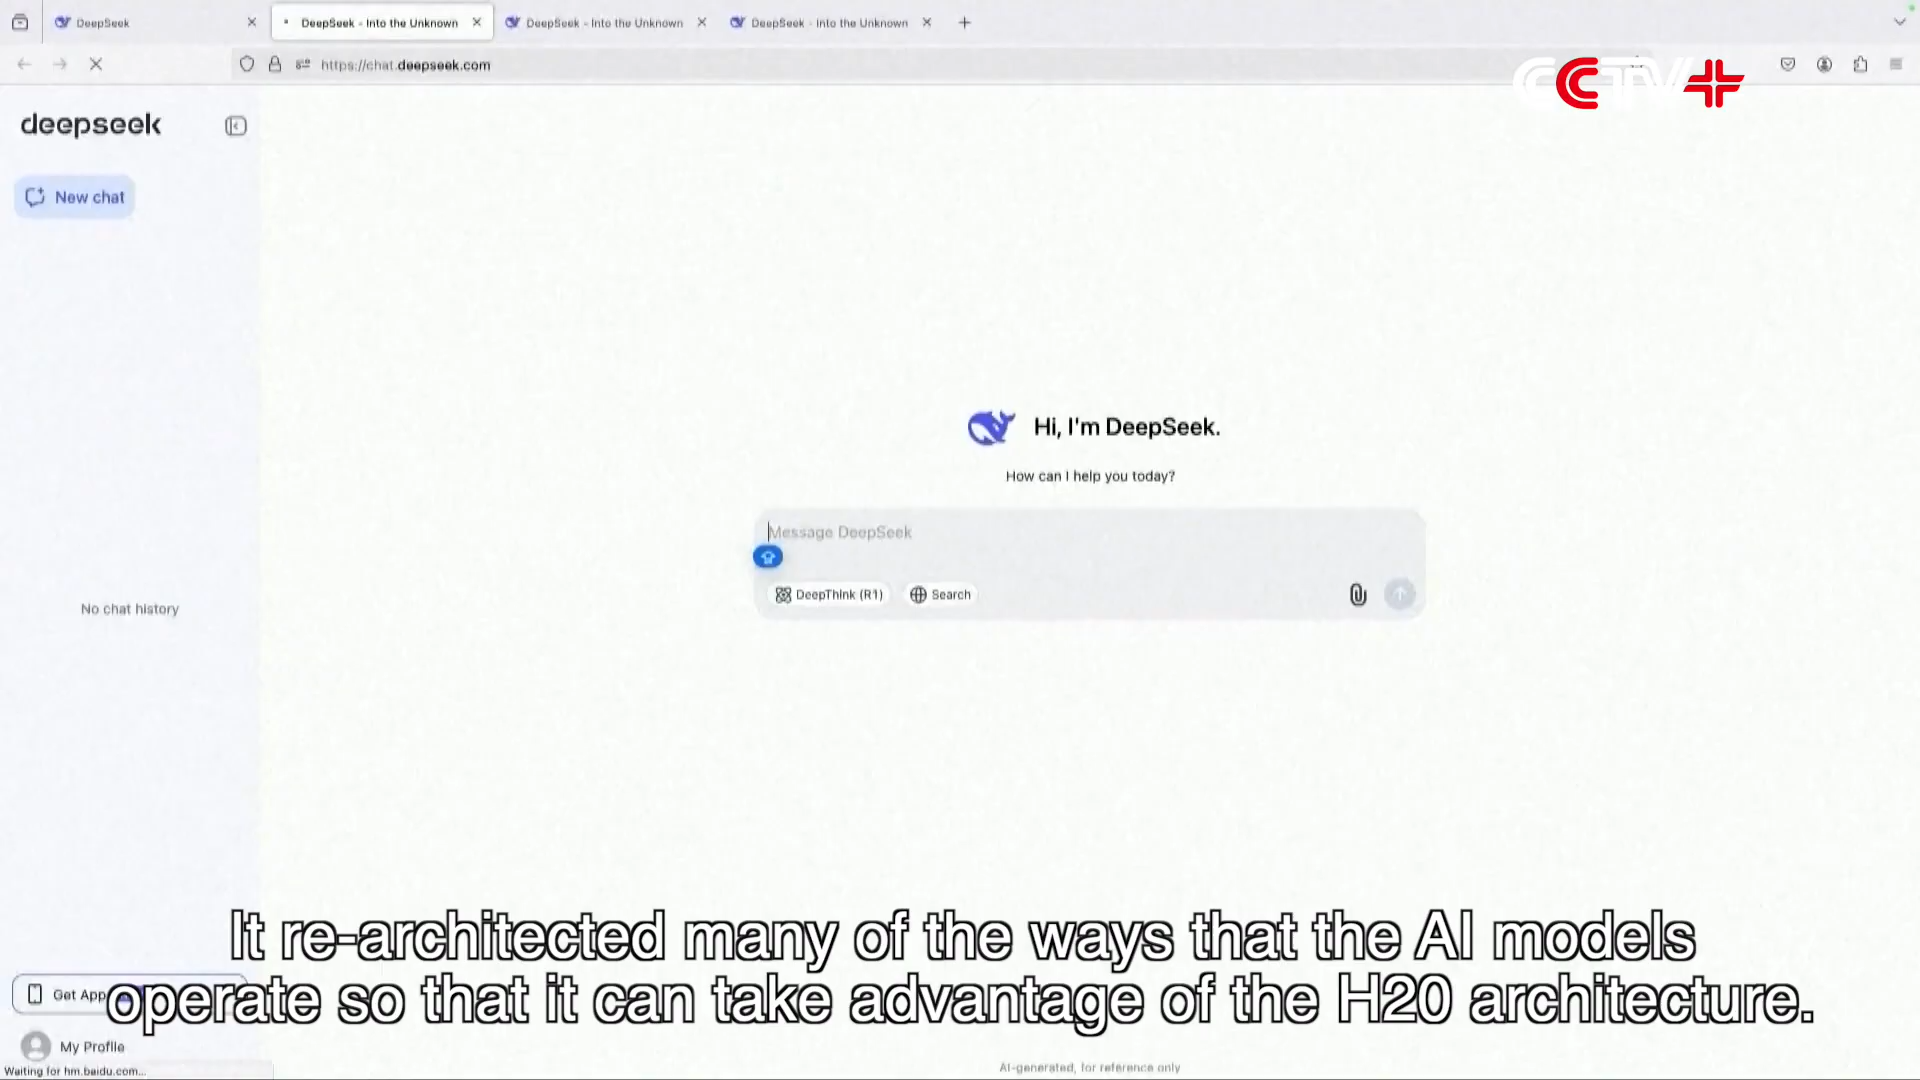 DeepSeek
DeepSeek - Into the Unknown
DeepSeek - Into the Unknown
DeepSeek - Into the Unknown
https://chat.deepseek.com
CCTV+
deepseek
New chat
Hi, I'm DeepSeek.
How can I help you today?
Message DeepSeek
DeepThink (R1)
Search
No chat history
It re-architected many of the ways that the AI models
operate so that it can take advantage of the H20 architecture.
Get App
My Profile
Waiting for hm.baidu.com...
AI-generated, for reference only